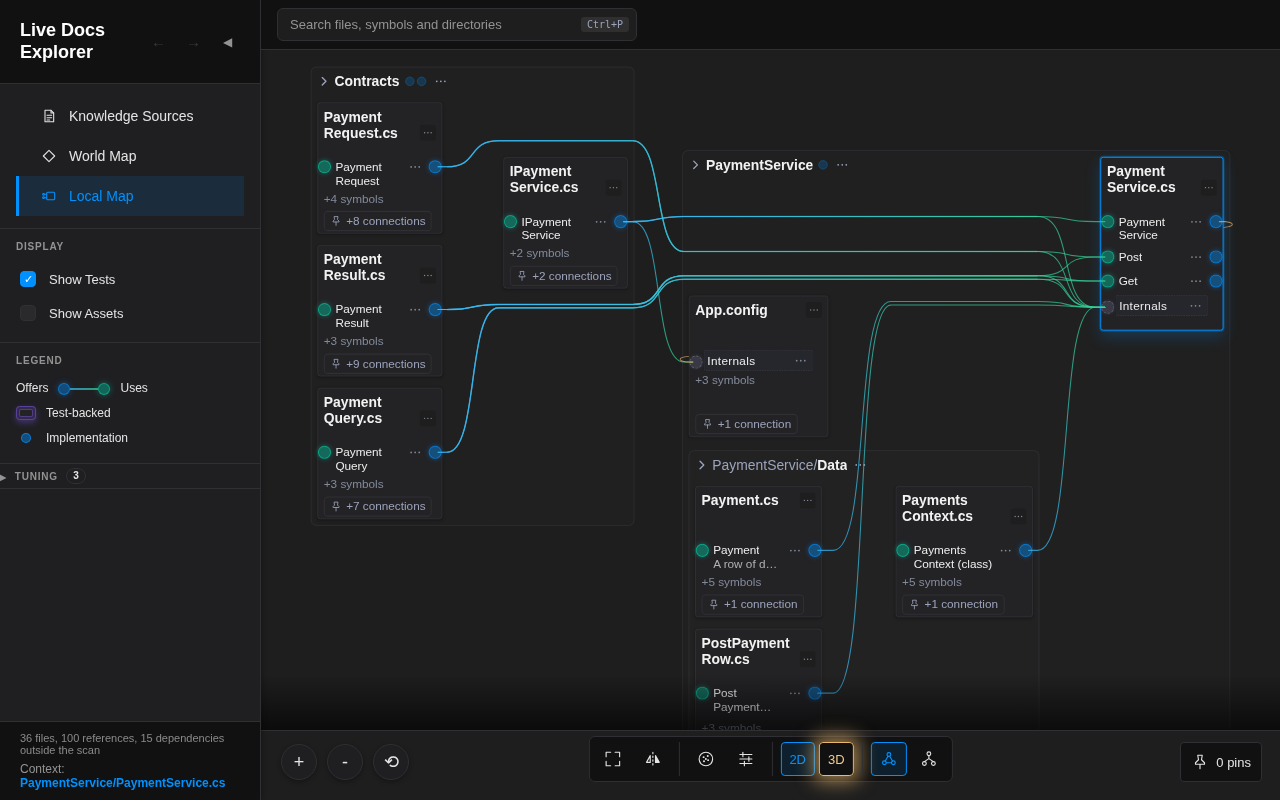 Live Docs
Explorer
← → ◀
Search files, symbols and directories
Ctrl+P
Knowledge Sources
World Map
Local Map
DISPLAY
✓ Show Tests
Show Assets
LEGEND
Offers Uses
Test-backed
Implementation
▶ TUNING 3
36 files, 100 references, 15 dependencies
outside the scan
Context:
PaymentService/PaymentService.cs
Contracts ···
Payment
Request.cs ···
Payment ···
Request
+4 symbols
+8 connections
Payment
Result.cs ···
Payment ···
Result
+3 symbols
+9 connections
Payment
Query.cs ···
Payment ···
Query
+3 symbols
+7 connections
IPayment
Service.cs ···
IPayment ···
Service
+2 symbols
+2 connections
PaymentService ···
Payment
Service.cs ···
Payment ···
Service
Post ···
Get ···
Internals ···
App.config ···
Internals ···
+3 symbols
+1 connection
PaymentService/Data ···
Payment.cs ···
Payment ···
A row of d…
+5 symbols
+1 connection
Payments
Context.cs ···
Payments ···
Context (class)
+5 symbols
+1 connection
PostPayment
Row.cs ···
Post ···
Payment…
+3 symbols
+ - ⟲
2D 3D
0 pins